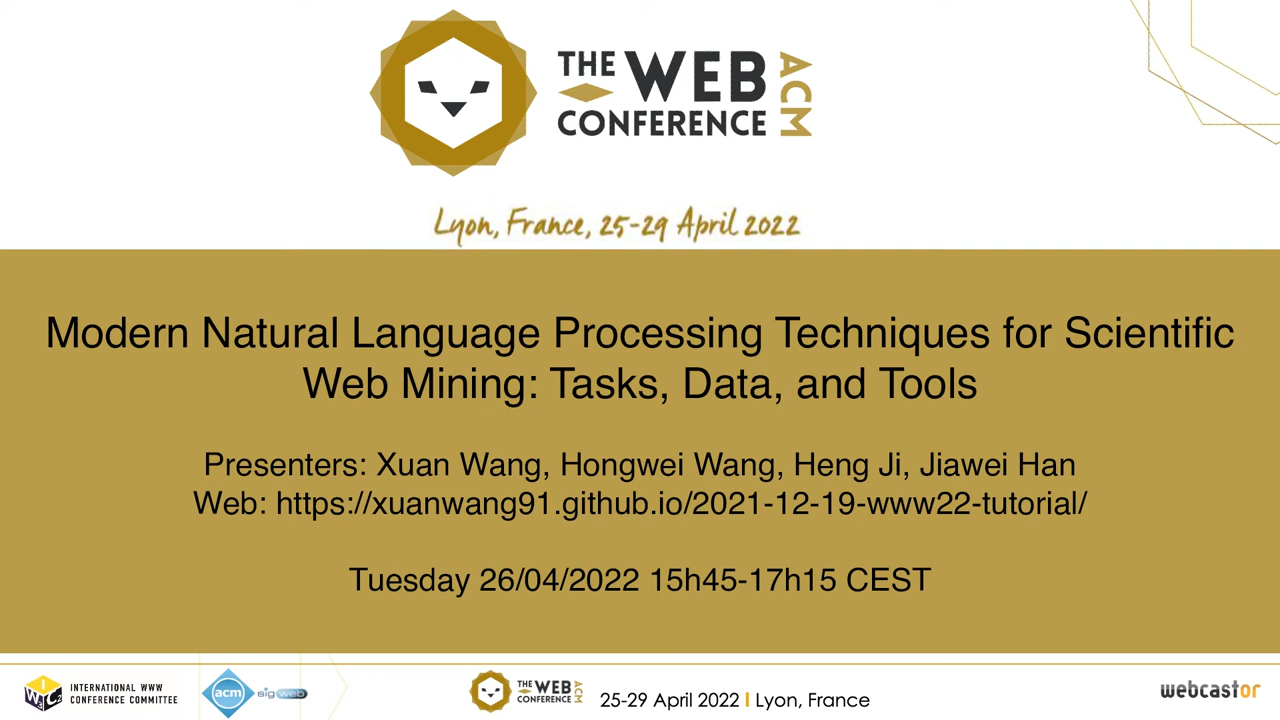 THE WEB ACM
CONFERENCE
Lyon, France, 25-29 April 2022
Modern Natural Language Processing Techniques for Scientific
Web Mining: Tasks, Data, and Tools
Presenters: Xuan Wang, Hongwei Wang, Heng Ji, Jiawei Han
Web: https://xuanwang91.github.io/2021-12-19-www22-tutorial/
Tuesday 26/04/2022 15h45-17h15 CEST
IW3C2 INTERNATIONAL WWW
CONFERENCE COMMITTEE
acm sigweb
THE WEB ACM
CONFERENCE
25-29 April 2022 I Lyon, France
webcastor